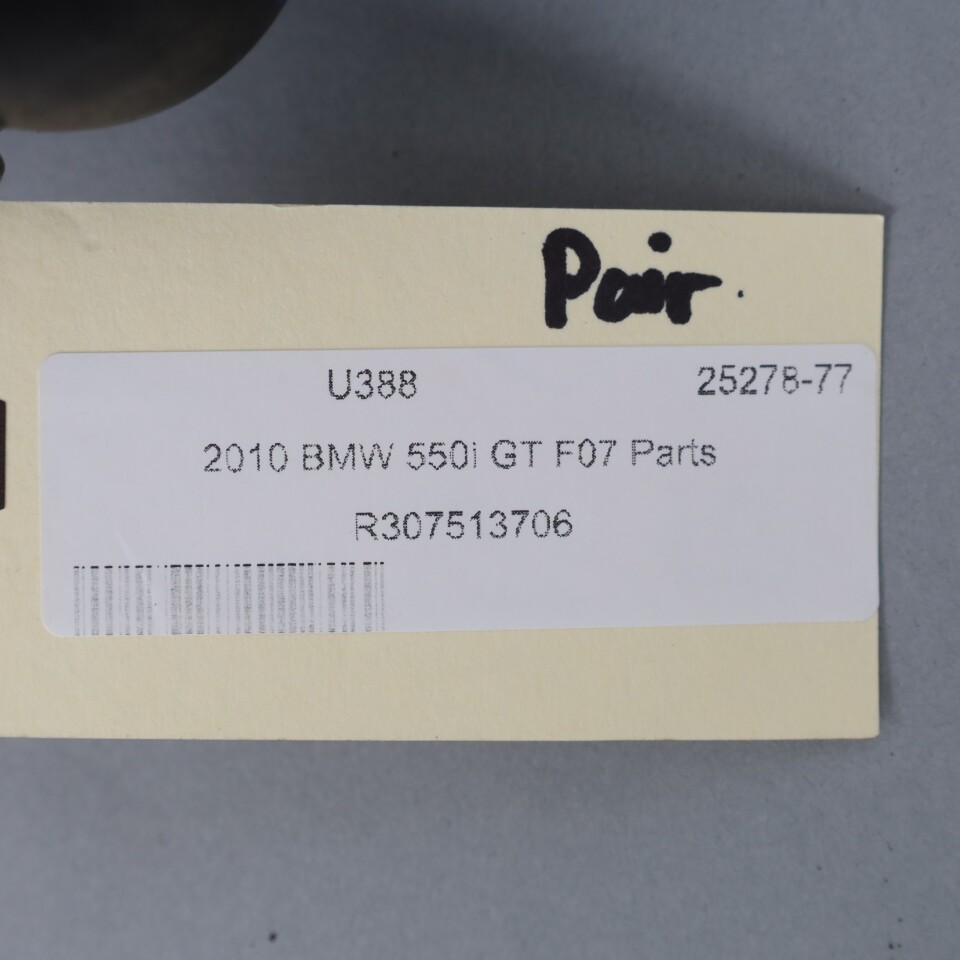 Pair.
U388 25278-77
2010 BMW 550i GT F07 Parts
R307513706